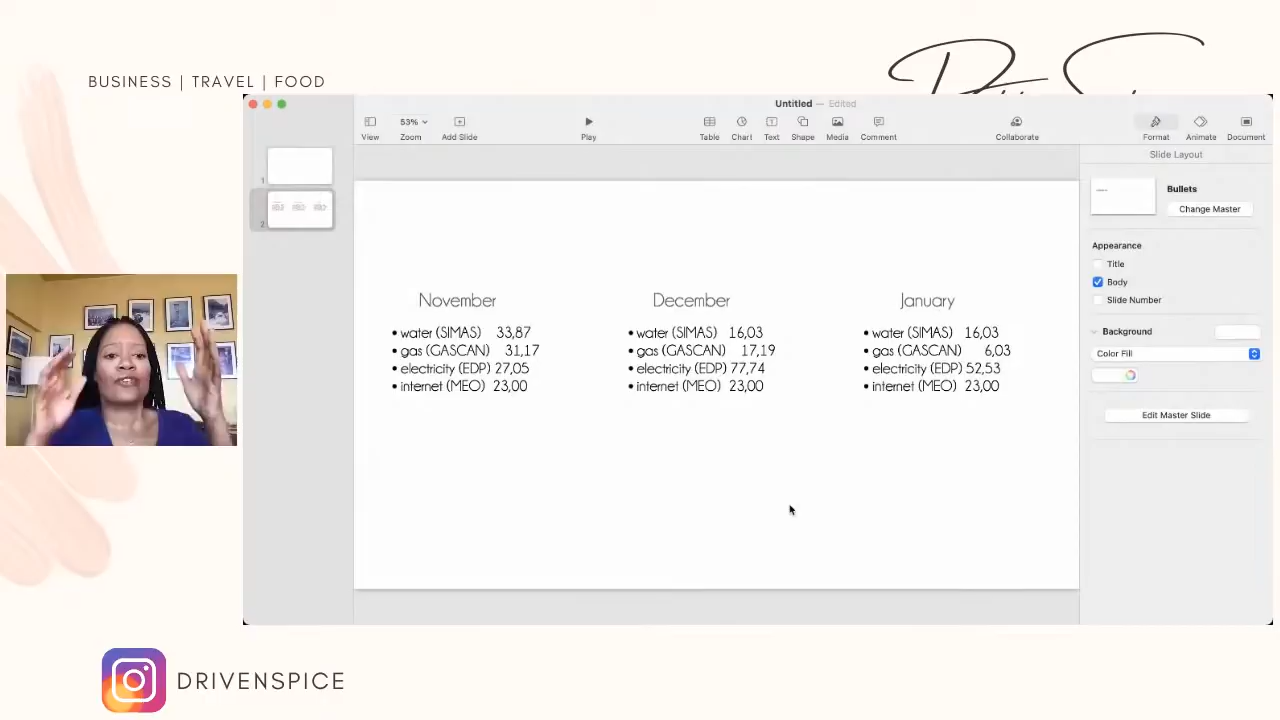 BUSINESS | TRAVEL | FOOD
Untitled — Edited
View
53%
Zoom
Add Slide
Play
Table
Chart
Text
Shape
Media
Comment
Collaborate
Format
Animate
Document
Slide Layout
1
2
Bullets
Change Master
Appearance
Title
Body
Slide Number
Background
Color Fill
Edit Master Slide
November
• water (SIMAS) 33,87
• gas (GASCAN) 31,17
• electricity (EDP) 27,05
• internet (MEO) 23,00
December
• water (SIMAS) 16,03
• gas (GASCAN) 17,19
• electricity (EDP) 77,74
• internet (MEO) 23,00
January
• water (SIMAS) 16,03
• gas (GASCAN) 6,03
• electricity (EDP) 52,53
• internet (MEO) 23,00
DRIVENSPICE